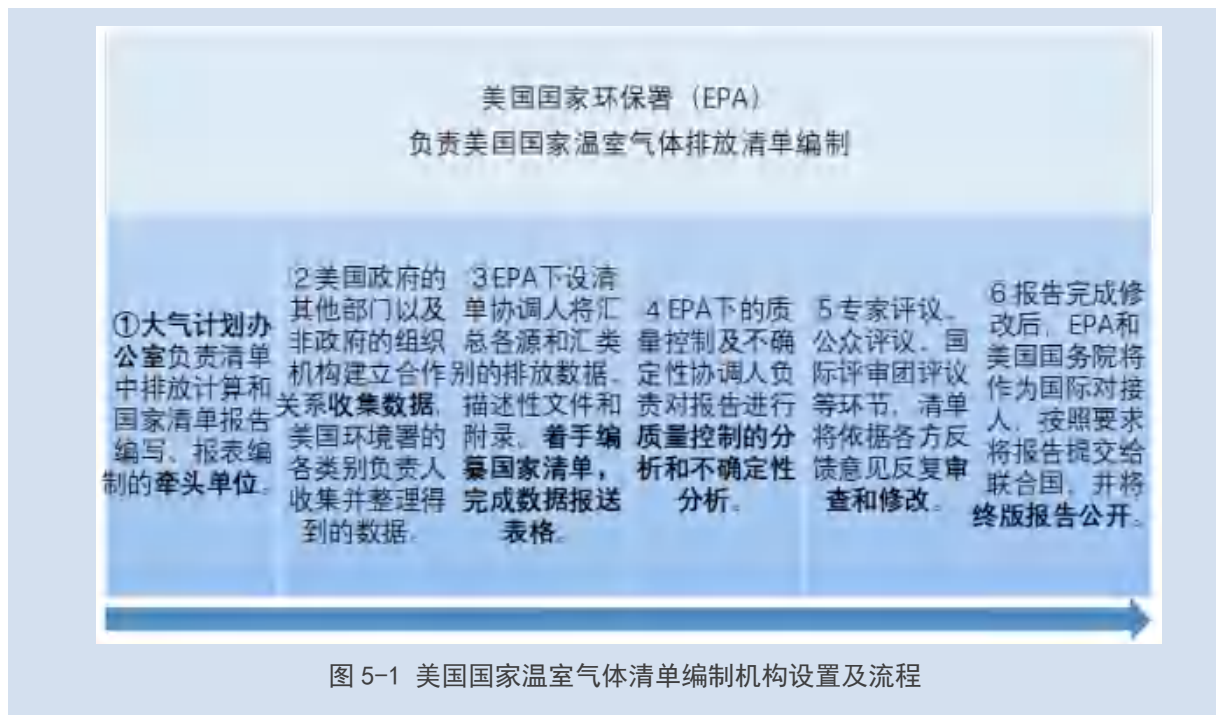 美国国家环保署（EPA）
负责美国国家温室气体排放清单编制
①大气计划办
公室负责清单
中排放计算和
国家清单报告
编写、报表编
制的牵头单位。
2美国政府的
其他部门以及
非政府的组织
机构建立合作
关系收集数据，
美国环境署的
各类别负责人
收集并整理得
到的数据。
3EPA下设清
单协调人将汇
总各源和汇类
别的排放数据、
描述性文件和
附录，着手编
纂国家清单，
完成数据报送
表格。
4 EPA下的质
量控制及不确
定性协调人负
责对报告进行
质量控制的分
析和不确定性
分析。
5专家评议、
公众评议、国
际评审团评议
等环节，清单
将依据各方反
馈意见反复审
查和修改。
6报告完成修
改后，EPA和
美国国务院将
作为国际对接
人，按照要求
将报告提交给
联合国，并将
终版报告公开。
图 5-1 美国国家温室气体清单编制机构设置及流程